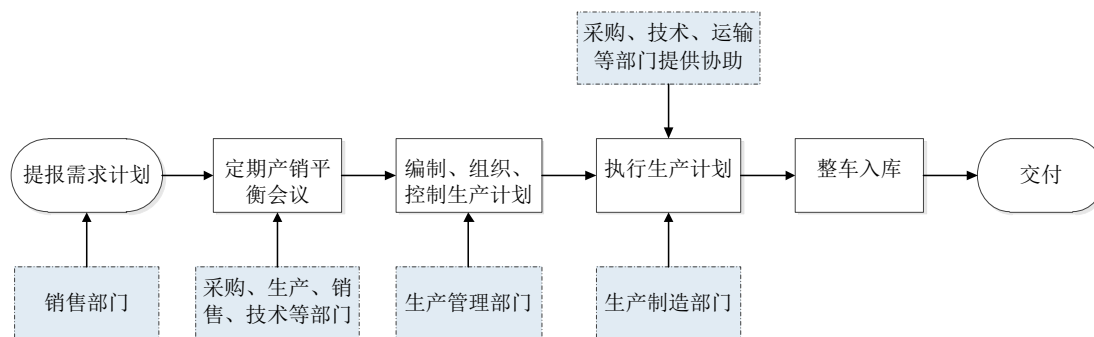 采购、技术、运输
等部门提供协助
提报需求计划
定期产销平
衡会议
编制、组织、
控制生产计划
执行生产计划
整车入库
交付
销售部门
采购、生产、销
售、技术等部门
生产管理部门
生产制造部门